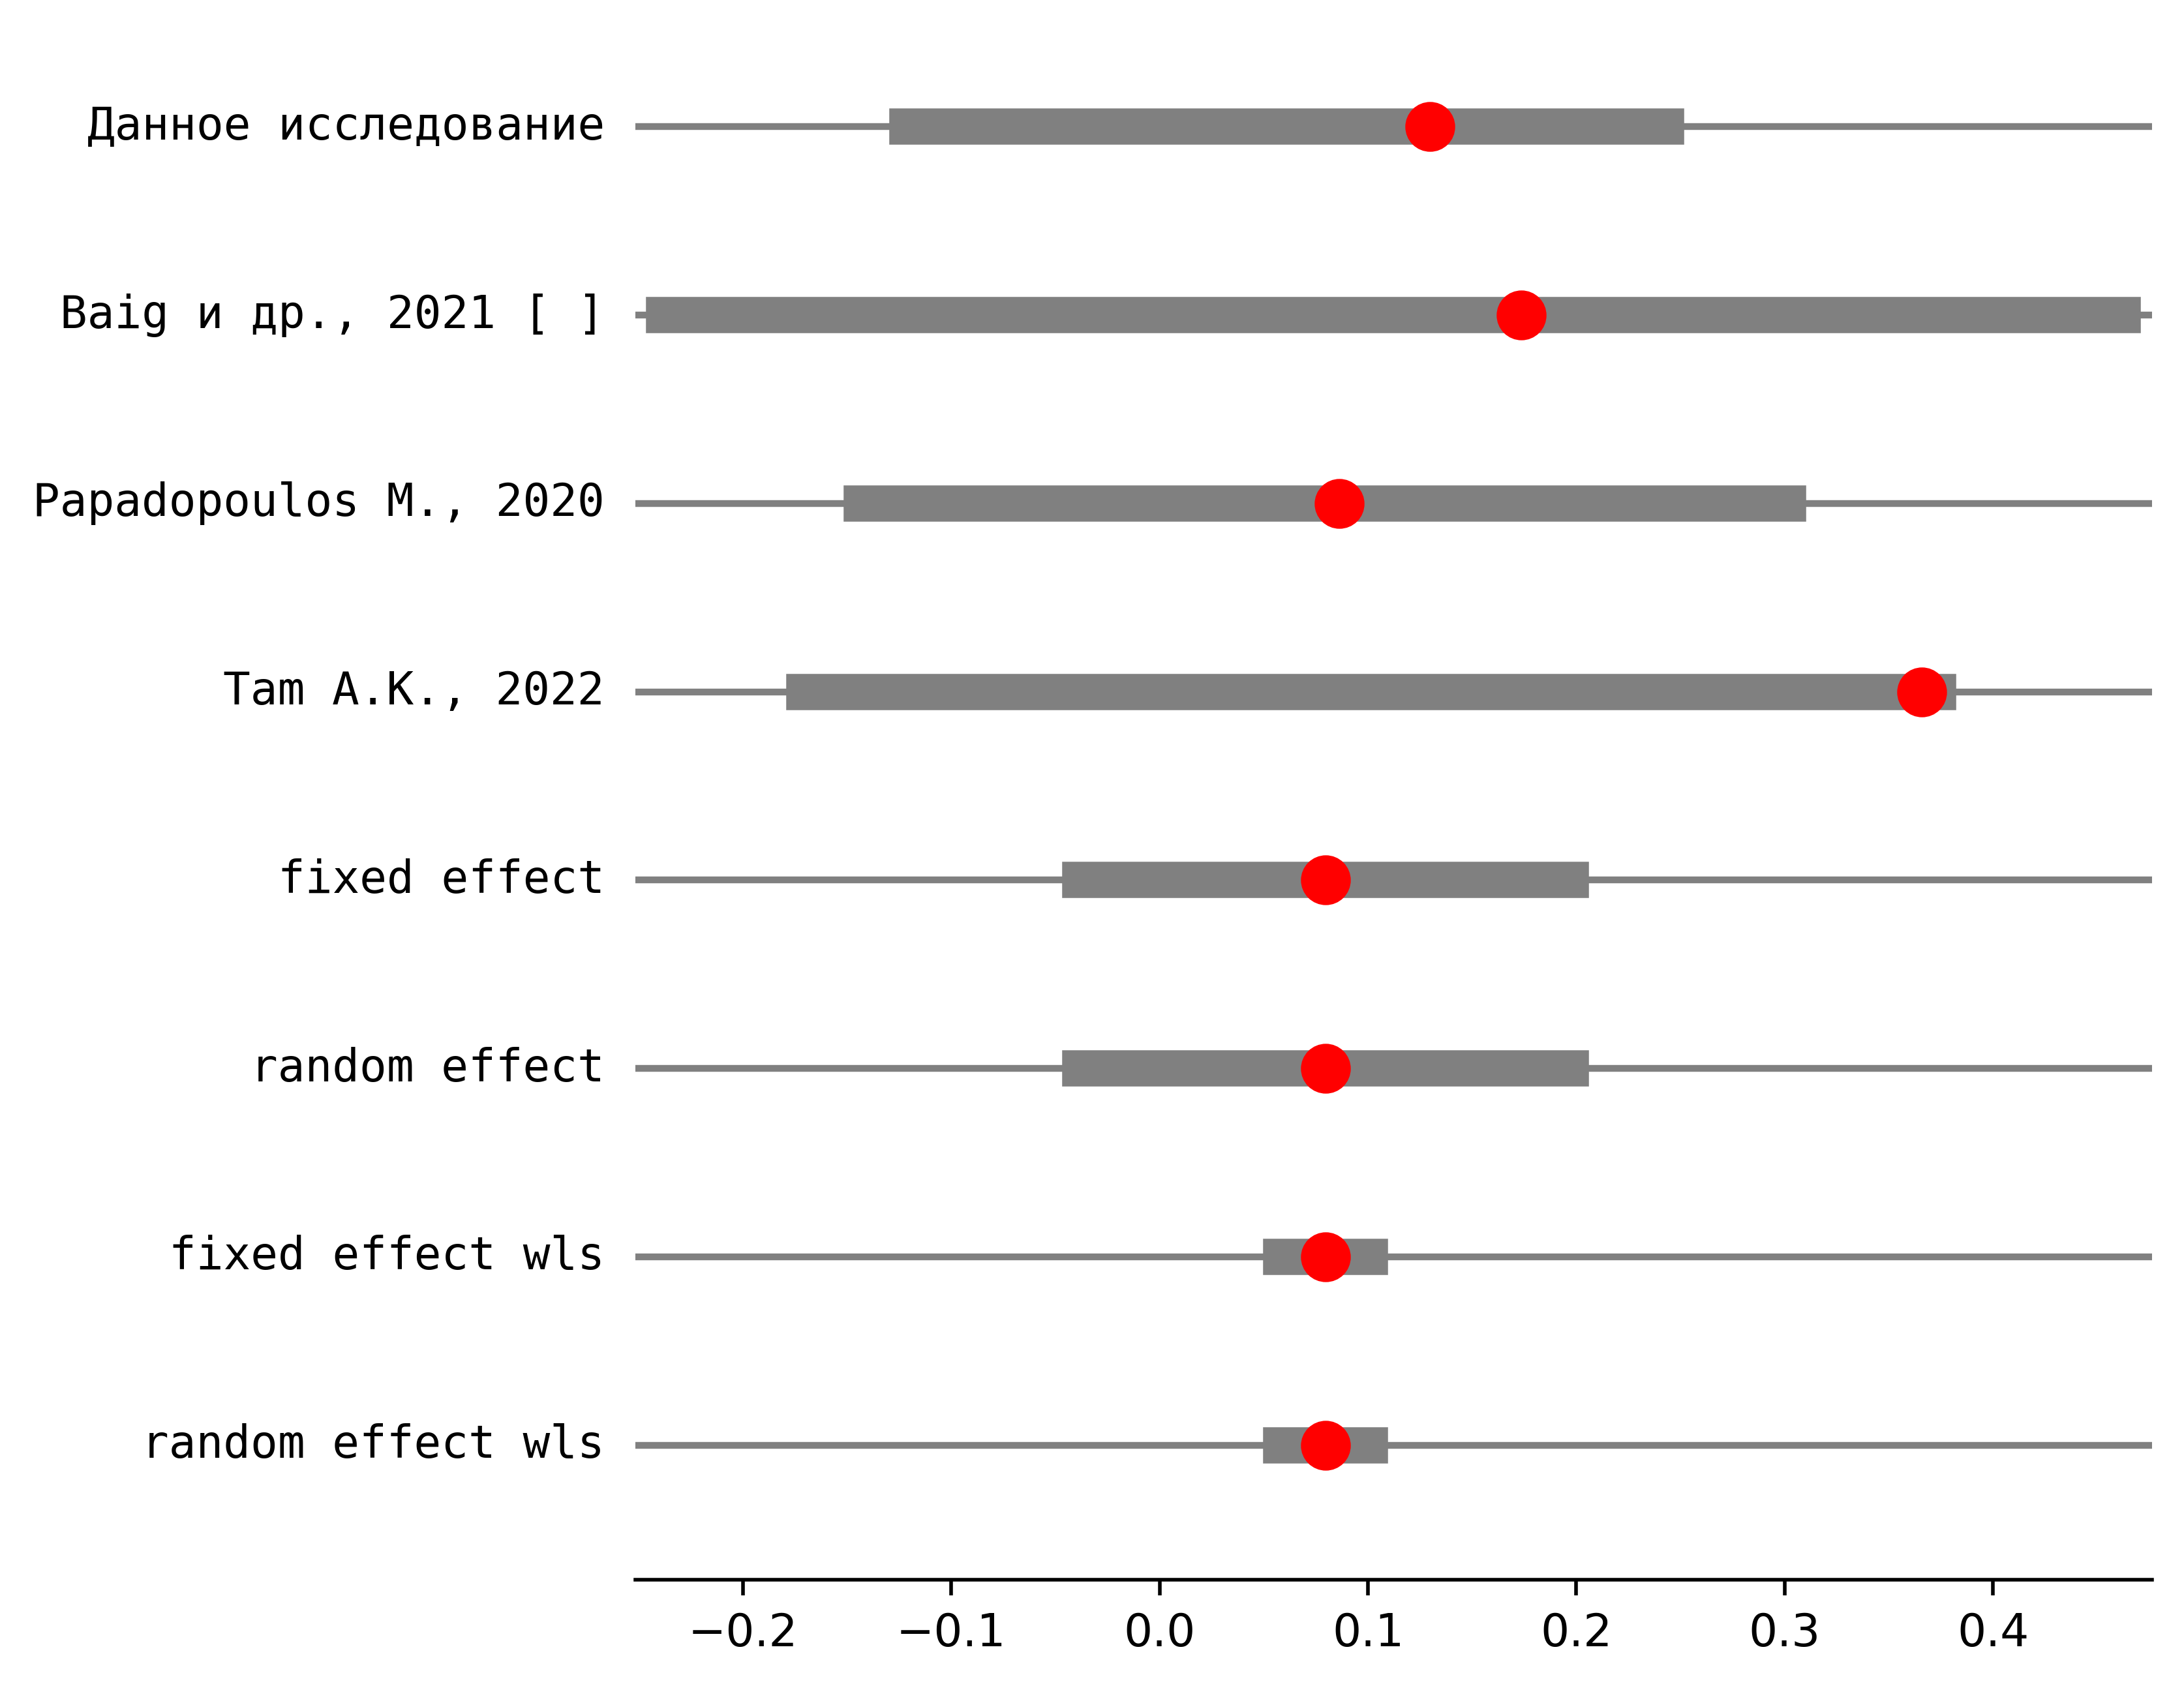 Данное исследование
Baig и др., 2021 [ ]
Papadopoulos M., 2020
Tam A.K., 2022
fixed effect
random effect
fixed effect wls
random effect wls
−0.2 −0.1 0.0 0.1 0.2 0.3 0.4